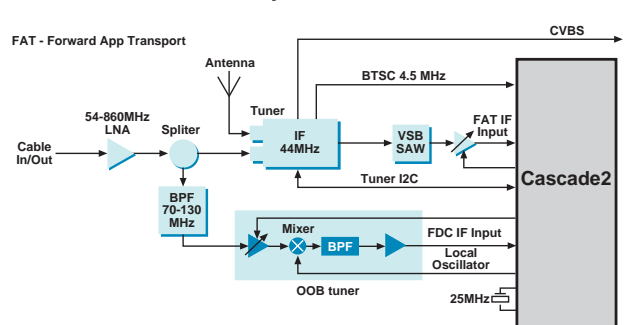 CVBS
FAT - Forward App Transport
Antenna
BTSC 4.5 MHz
Tuner
54-860MHz
LNA
Spliter
IF
44MHz
VSB
SAW
FAT IF
Input
Cable
In/Out
Tuner I2C
Cascade2
BPF
70-130
MHz
Mixer
BPF
FDC IF Input
Local
Oscillator
OOB tuner
25MHz